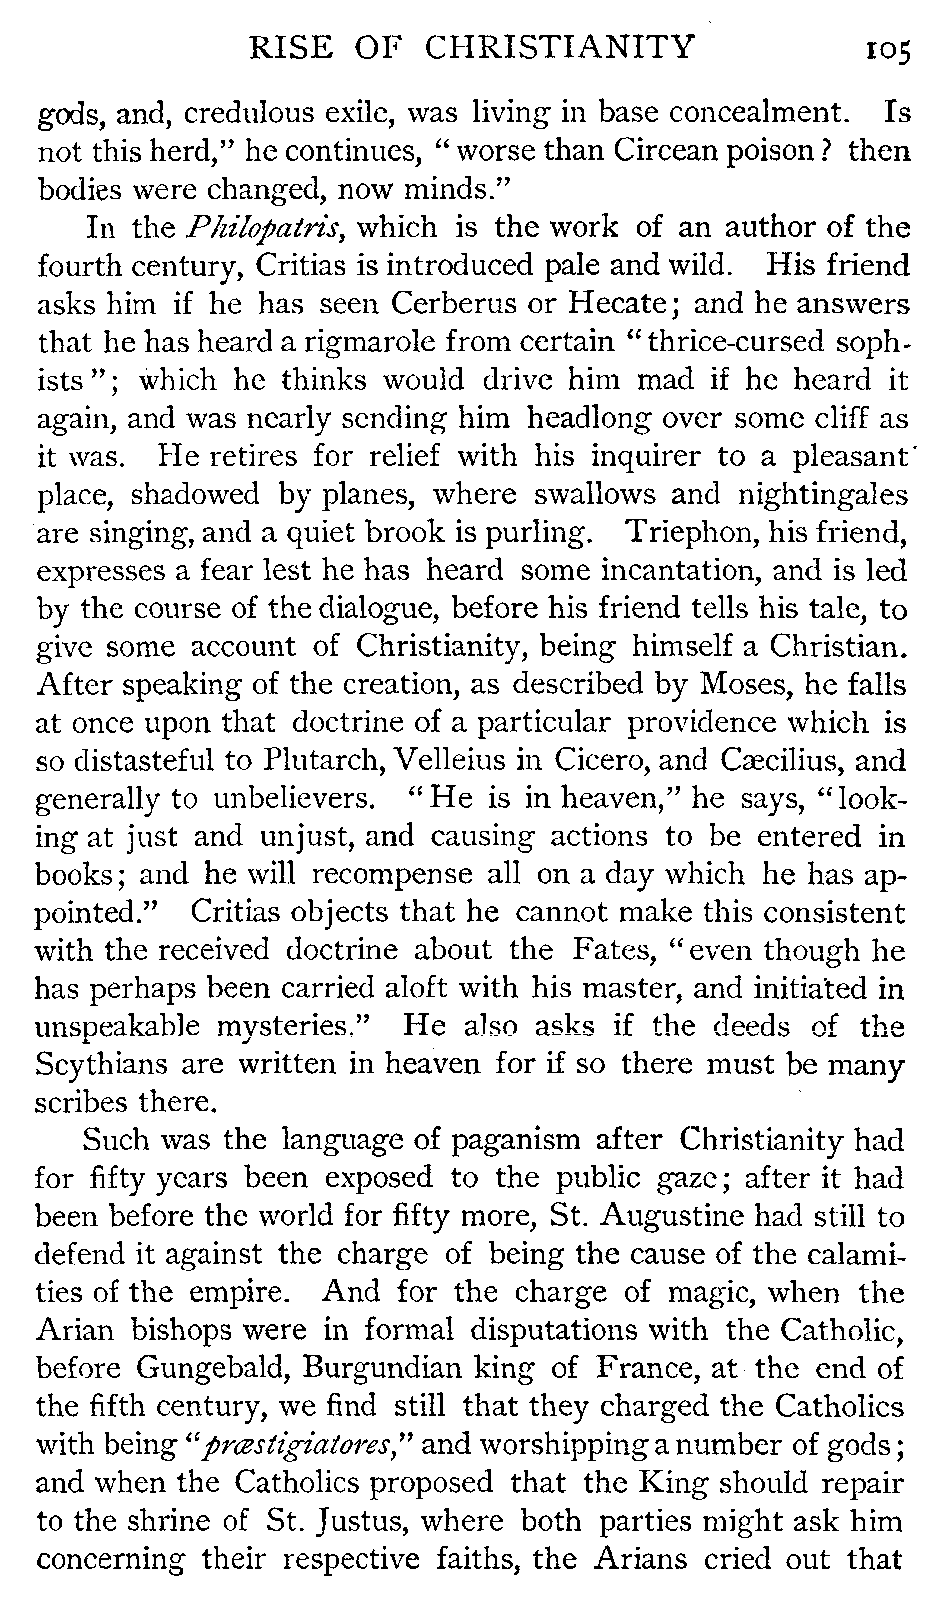 RISE OF CHRISTIANITY 105
gods, and, credulous exile, was living in base concealment. Is
not this herd,” he continues, “worse than Circean poison? then
bodies were changed, now minds.”
In the Philopatris, which is the work of an author of the
fourth century, Critias is introduced pale and wild. His friend
asks him if he has seen Cerberus or Hecate; and he answers
that he has heard a rigmarole from certain “thrice-cursed soph-
ists”; which he thinks would drive him mad if he heard it
again, and was nearly sending him headlong over some cliff as
it was. He retires for relief with his inquirer to a pleasant
place, shadowed by planes, where swallows and nightingales
are singing, and a quiet brook is purling. Triephon, his friend,
expresses a fear lest he has heard some incantation, and is led
by the course of the dialogue, before his friend tells his tale, to
give some account of Christianity, being himself a Christian.
After speaking of the creation, as described by Moses, he falls
at once upon that doctrine of a particular providence which is
so distasteful to Plutarch, Velleius in Cicero, and Cæcilius, and
generally to unbelievers. “He is in heaven,” he says, “look-
ing at just and unjust, and causing actions to be entered in
books; and he will recompense all on a day which he has ap-
pointed.” Critias objects that he cannot make this consistent
with the received doctrine about the Fates, “even though he
has perhaps been carried aloft with his master, and initiated in
unspeakable mysteries.” He also asks if the deeds of the
Scythians are written in heaven for if so there must be many
scribes there.
Such was the language of paganism after Christianity had
for fifty years been exposed to the public gaze; after it had
been before the world for fifty more, St. Augustine had still to
defend it against the charge of being the cause of the calami-
ties of the empire. And for the charge of magic, when the
Arian bishops were in formal disputations with the Catholic,
before Gungebald, Burgundian king of France, at the end of
the fifth century, we find still that they charged the Catholics
with being “præstigiatores,” and worshipping a number of gods;
and when the Catholics proposed that the King should repair
to the shrine of St. Justus, where both parties might ask him
concerning their respective faiths, the Arians cried out that